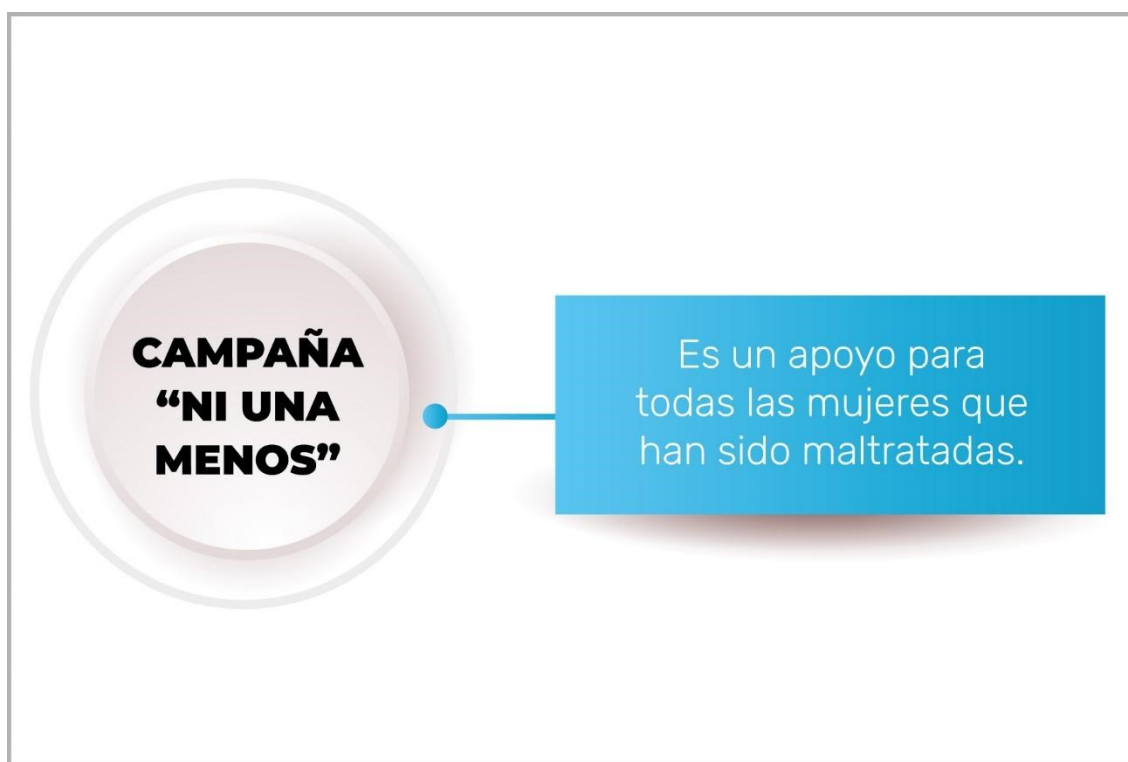 CAMPAÑA
“NI UNA
MENOS”
Es un apoyo para
todas las mujeres que
han sido maltratadas.